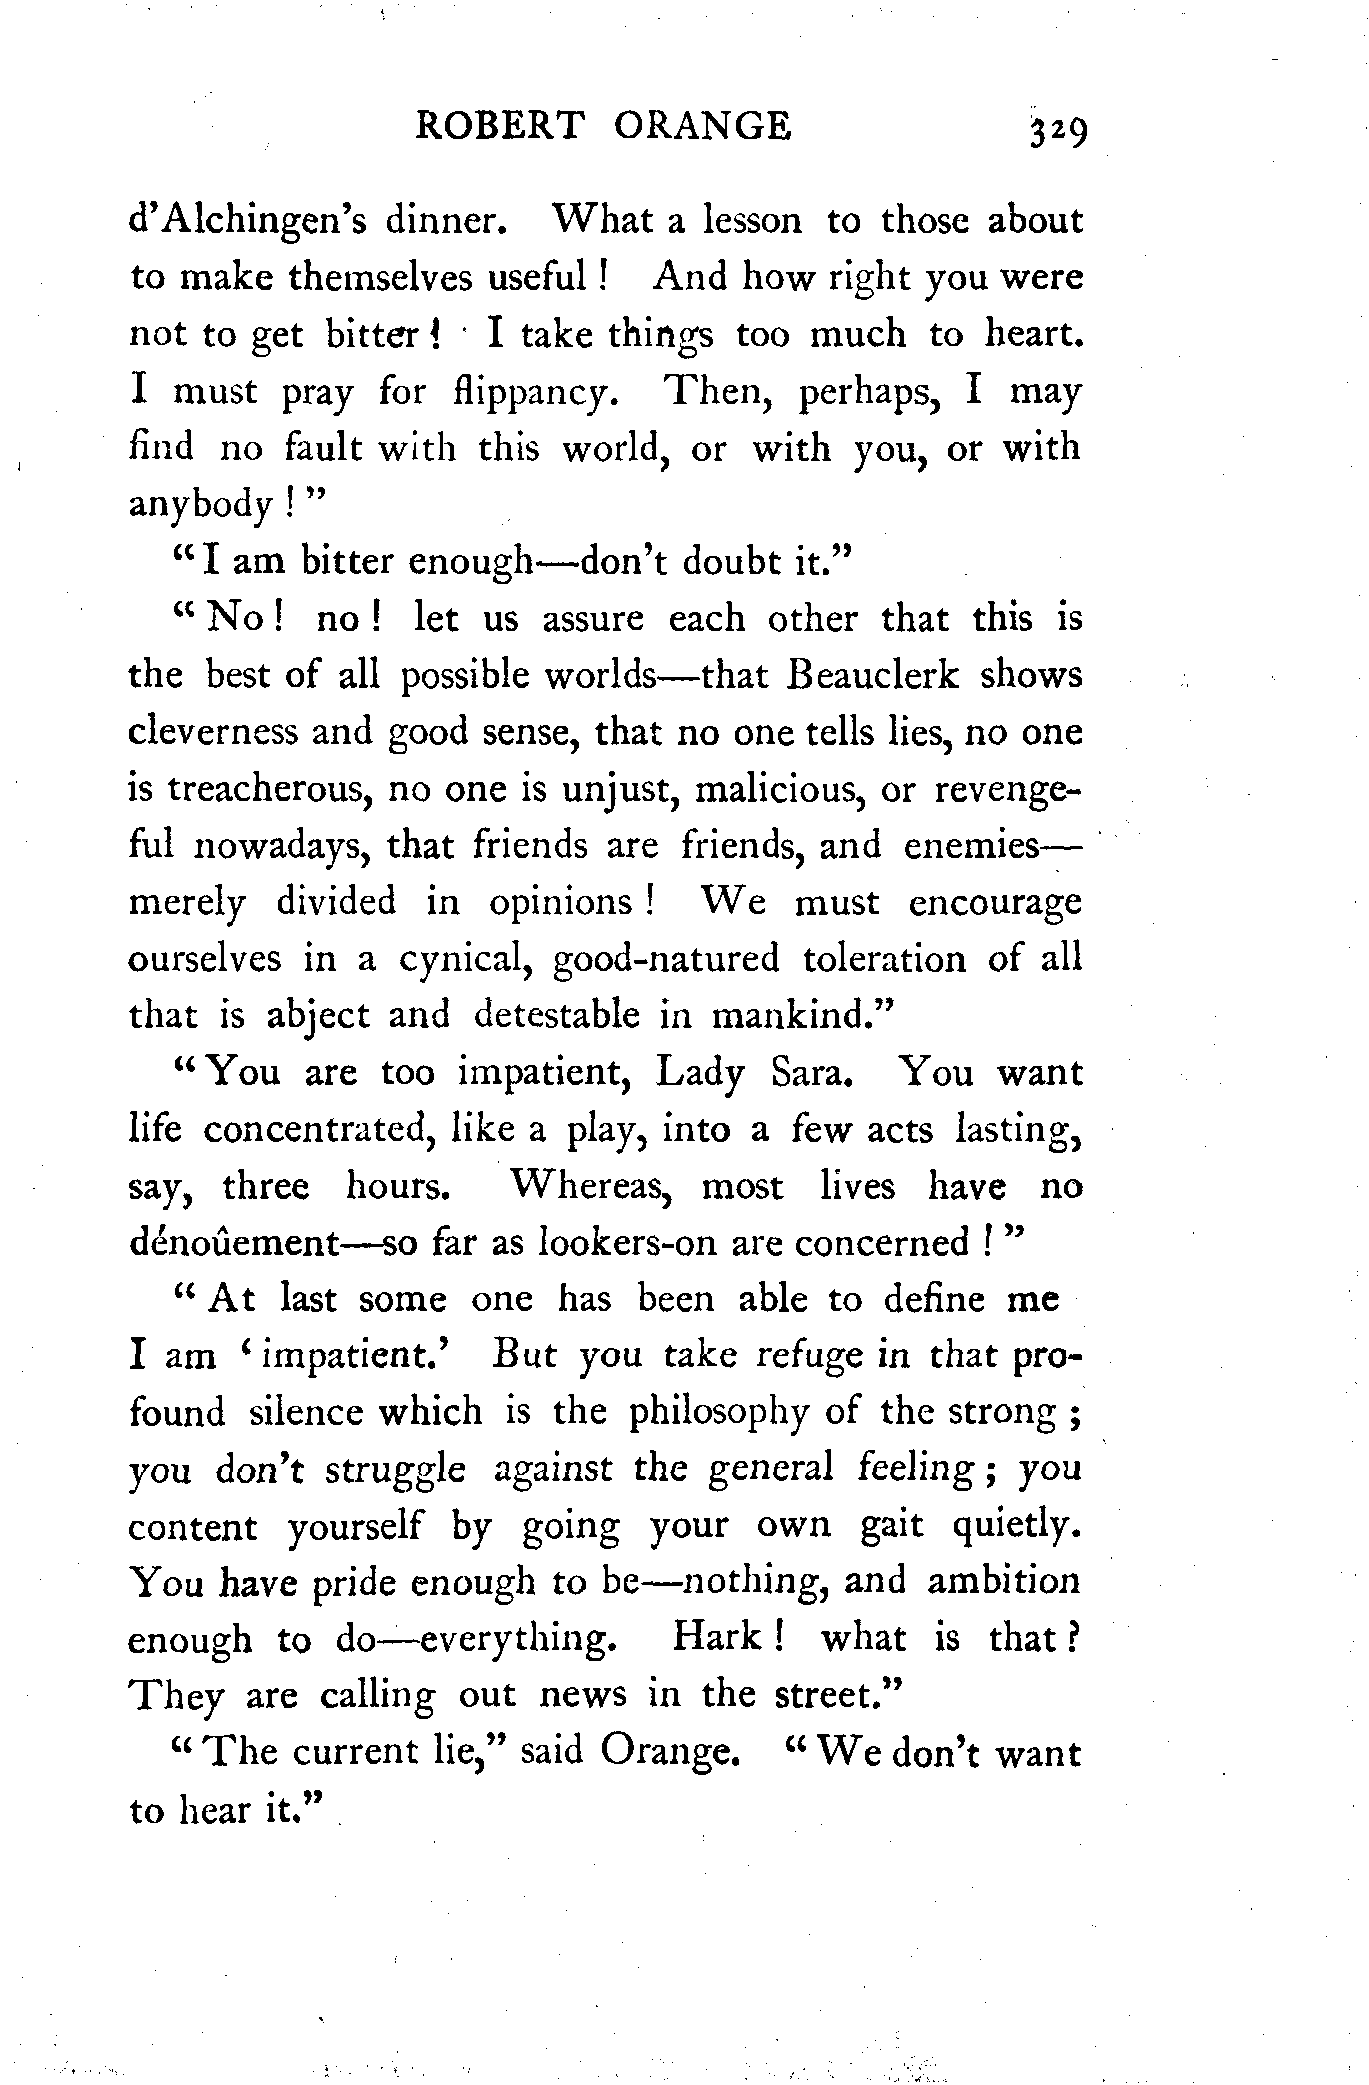 ROBERT ORANGE 329
d'Alchingen's dinner. What a lesson to those about
to make themselves useful! And how right you were
not to get bitter! I take things too much to heart.
I must pray for flippancy. Then, perhaps, I may
find no fault with this world, or with you, or with
anybody!"
"I am bitter enough—don't doubt it."
"No! no! let us assure each other that this is
the best of all possible worlds—that Beauclerk shows
cleverness and good sense, that no one tells lies, no one
is treacherous, no one is unjust, malicious, or revenge-
ful nowadays, that friends are friends, and enemies—
merely divided in opinions! We must encourage
ourselves in a cynical, good-natured toleration of all
that is abject and detestable in mankind."
"You are too impatient, Lady Sara. You want
life concentrated, like a play, into a few acts lasting,
say, three hours. Whereas, most lives have no
dénoûement—so far as lookers-on are concerned!"
"At last some one has been able to define me
I am 'impatient.' But you take refuge in that pro-
found silence which is the philosophy of the strong;
you don't struggle against the general feeling; you
content yourself by going your own gait quietly.
You have pride enough to be—nothing, and ambition
enough to do—everything. Hark! what is that?
They are calling out news in the street."
"The current lie," said Orange. "We don't want
to hear it."